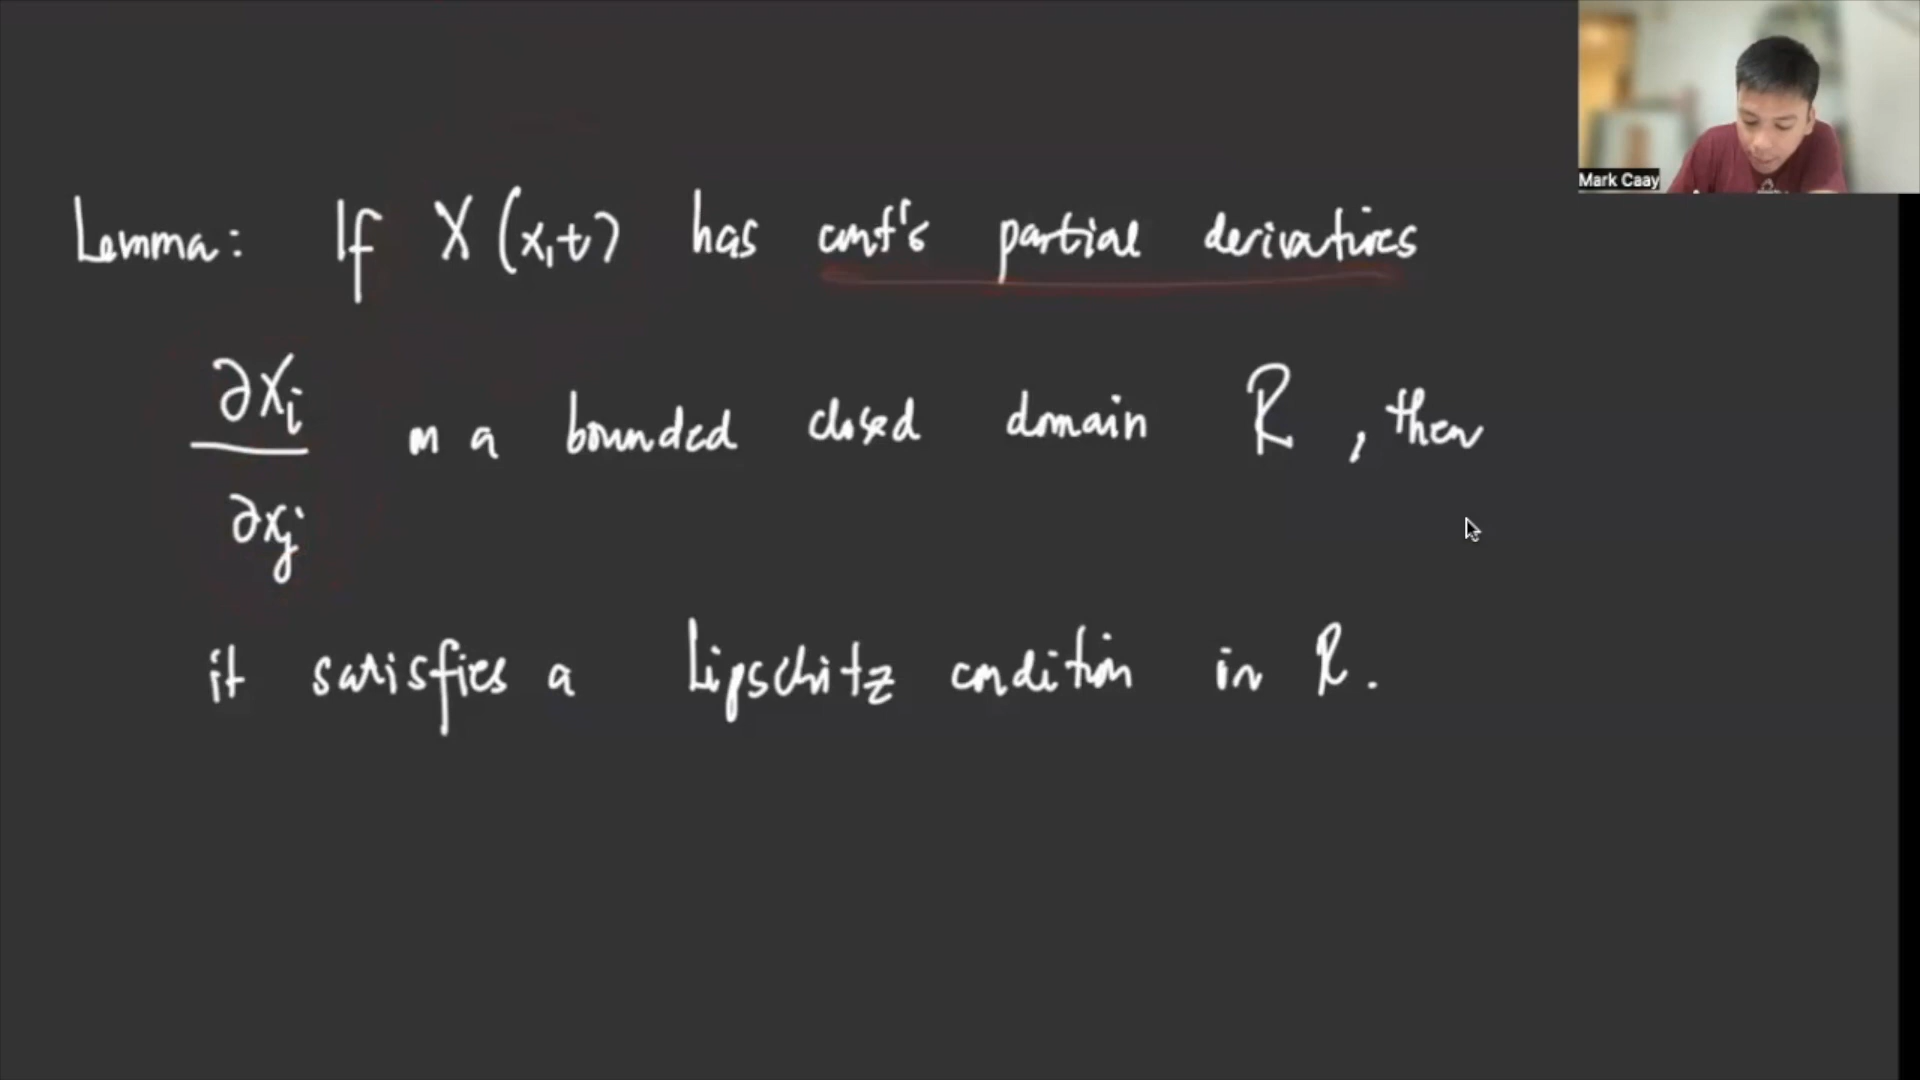 Mark Caay
Lemma: If X (x,t) has cont's partial derivatives
∂Xi
∂xj
on a bounded closed domain R, then
it satisfies a Lipschitz condition in R.